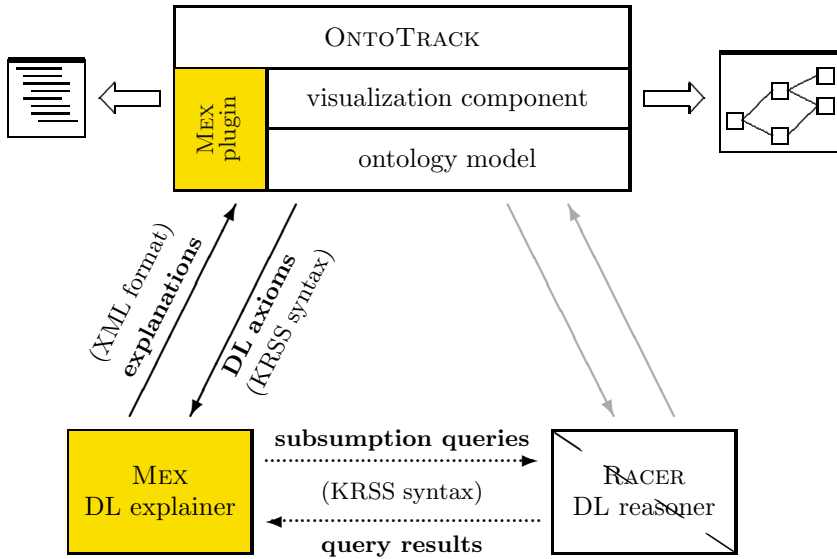 ONTOTRACK
MEX
plugin
visualization component
ontology model
(XML format)
explanations
DL axioms
(KRSS syntax)
MEX
DL explainer
subsumption queries
(KRSS syntax)
query results
RACER
DL reasoner